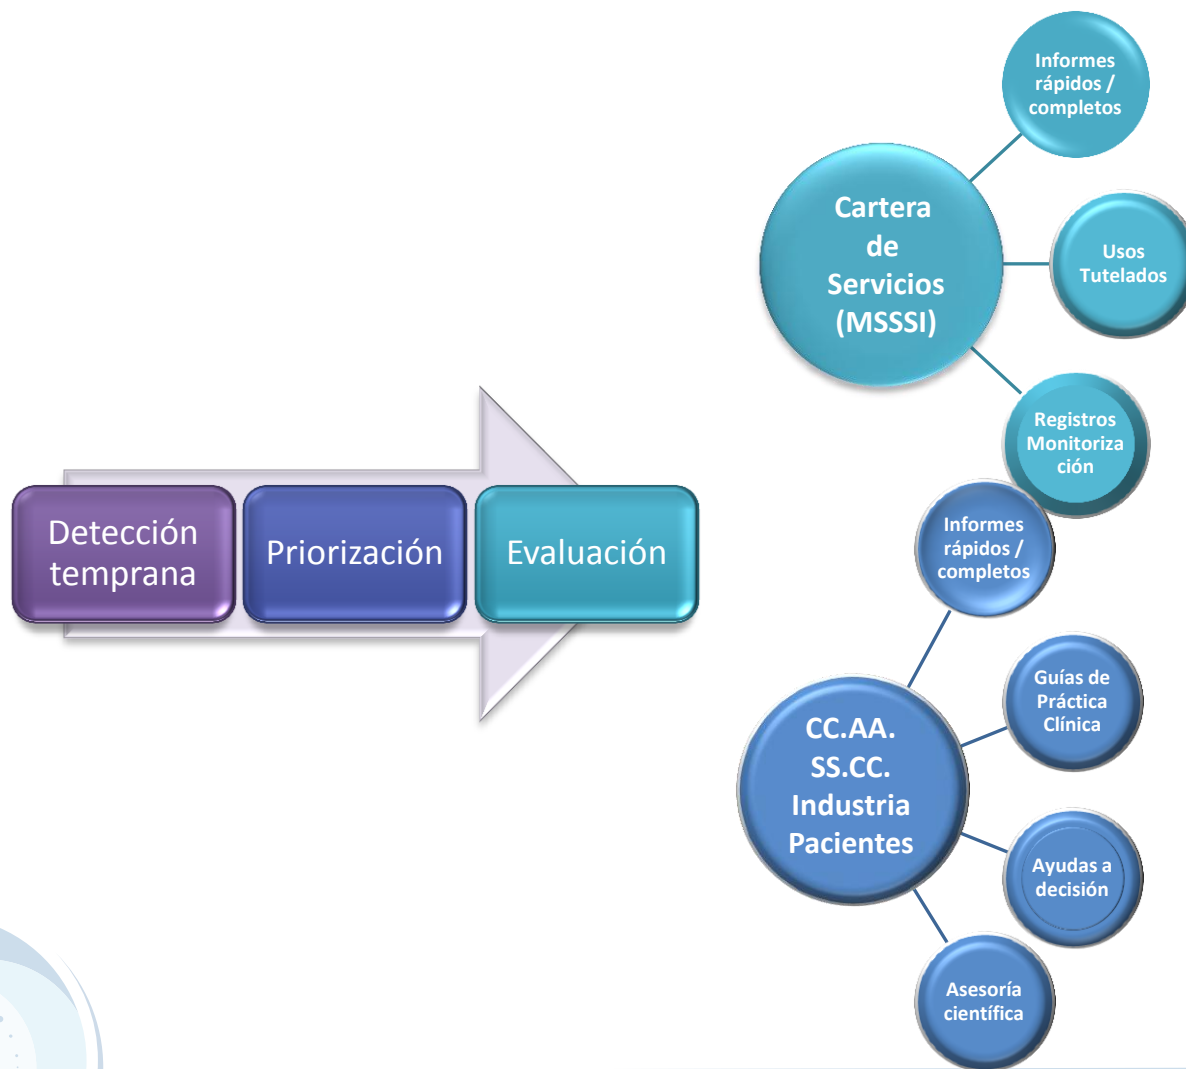 Detección
temprana
Priorización
Evaluación
Cartera
de
Servicios
(MSSSI)
Informes
rápidos /
completos
Usos
Tutelados
Registros
Monitoriza
ción
CC.AA.
SS.CC.
Industria
Pacientes
Informes
rápidos /
completos
Guías de
Práctica
Clínica
Ayudas a
decisión
Asesoría
científica